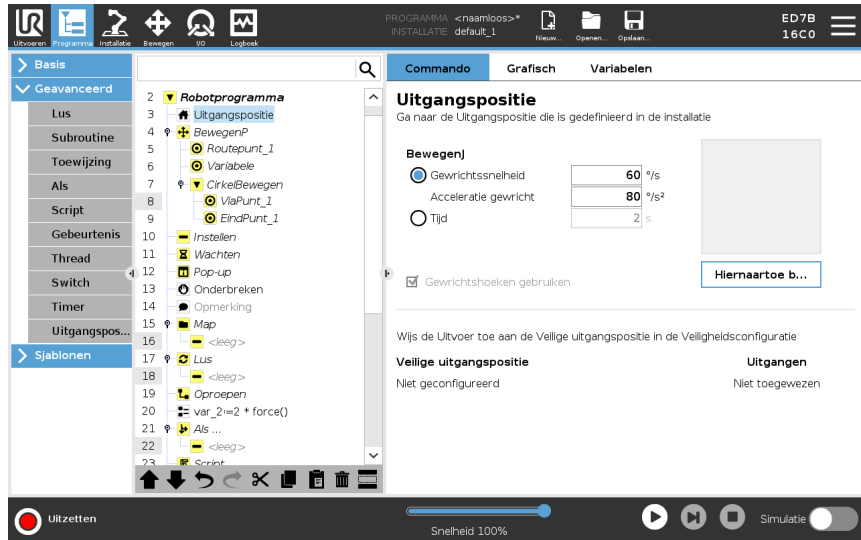 UR
Uitvoeren
Programma
Installatie
Bewegen
I/O
Logboek
PROGRAMMA <naamloos>*
INSTALLATIE default_1
Nieuw...
Openen...
Opslaan...
ED7B
16C0
Basis
Geavanceerd
Lus
Subroutine
Toewijzing
Als
Script
Gebeurtenis
Thread
Switch
Timer
Uitgangspos...
Sjablonen
2 Robotprogramma
3 Uitgangspositie
4 BewegenP
5 Routepunt_1
6 Variabele
7 CirkelBewegen
8 ViaPunt_1
9 EindPunt_1
10 Instellen
11 Wachten
12 Pop-up
13 Onderbreken
14 Opmerking
15 Map
16 <leeg>
17 Lus
18 <leeg>
19 Oproepen
20 var_2:=2 * force()
21 Als ...
22 <leeg>
23 Script
Commando Grafisch Variabelen
Uitgangspositie
Ga naar de Uitgangspositie die is gedefinieerd in de installatie
BewegenJ
Gewrichtssnelheid 60 °/s
Acceleratie gewricht 80 °/s²
Tijd 2 s
Gewrichtshoeken gebruiken
Hiernaartoe b...
Wijs de Uitvoer toe aan de Veilige uitgangspositie in de Veiligheidsconfiguratie
Veilige uitgangspositie Uitgangen
Niet geconfigureerd Niet toegewezen
Uitzetten
Snelheid 100%
Simulatie